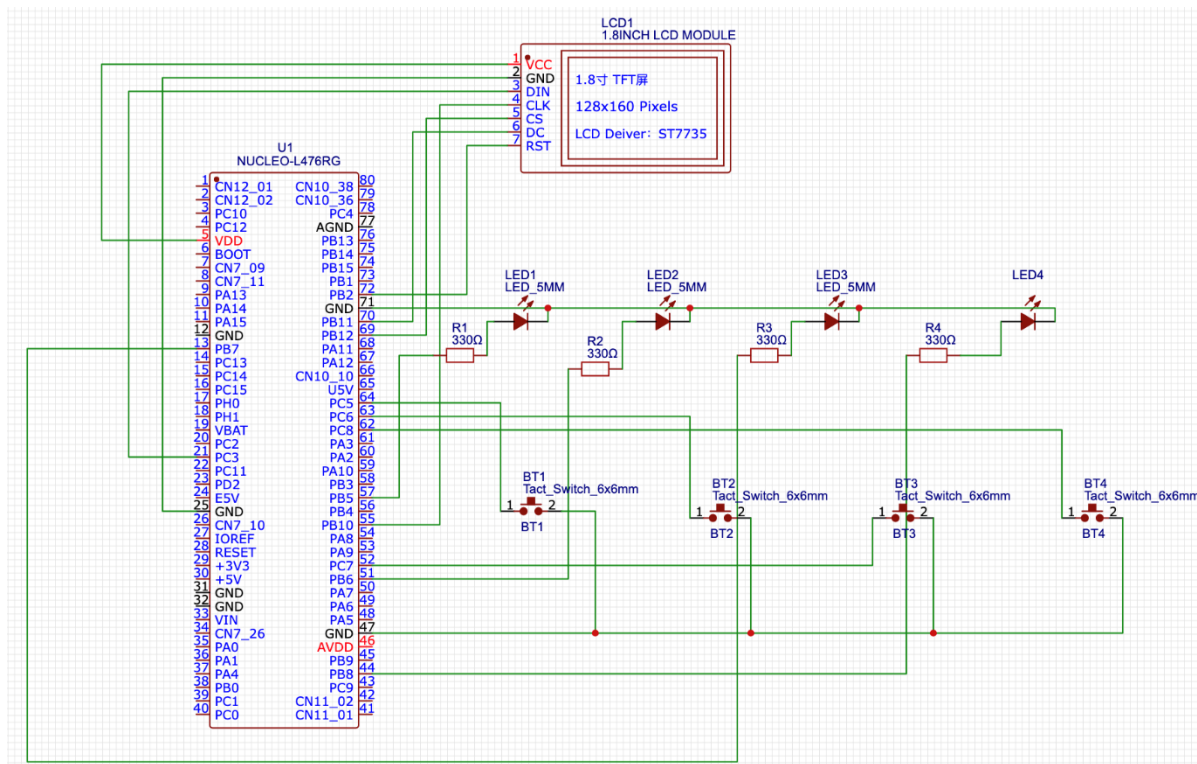 LCD1
1.8INCH LCD MODULE
1 VCC
2 GND
3 DIN
4 CLK
5 CS
6 DC
7 RST
1.8寸 TFT屏
128x160 Pixels
LCD Deiver：ST7735
U1
NUCLEO-L476RG
1 CN12_01 CN10_38 80
2 CN12_02 CN10_36 79
3 PC10 PC4 78
4 PC12 AGND 77
5 VDD PB13 76
6 BOOT PB14 75
7 CN7_09 PB15 74
8 CN7_11 PB1 73
9 PA13 PB2 72
10 PA14 GND 71
11 PA15 PB11 70
12 GND PB12 69
13 PB7 PA11 68
14 PC13 PA12 67
15 PC14 CN10_10 66
16 PC15 U5V 65
17 PH0 PC5 64
18 PH1 PC6 63
19 VBAT PC8 62
20 PC2 PA3 61
21 PC3 PA2 60
22 PC11 PA10 59
23 PD2 PB3 58
24 E5V PB5 57
25 GND PB4 56
26 CN7_10 PB10 55
27 IOREF PA8 54
28 RESET PA9 53
29 +3V3 PC7 52
30 +5V PB6 51
31 GND PA7 50
32 GND PA6 49
33 VIN PA5 48
34 CN7_26 GND 47
35 PA0 AVDD 46
36 PA1 PB9 45
37 PA4 PB8 44
38 PB0 PC9 43
39 PC1 CN11_02 42
40 PC0 CN11_01 41
LED1
LED_5MM
LED2
LED_5MM
LED3
LED_5MM
LED4
R1
330Ω
R2
330Ω
R3
330Ω
R4
330Ω
BT1
Tact_Switch_6x6mm
1 2
BT1
BT2
Tact_Switch_6x6mm
1 2
BT2
BT3
Tact_Switch_6x6mm
1 2
BT3
BT4
Tact_Switch_6x6mm
1 2
BT4